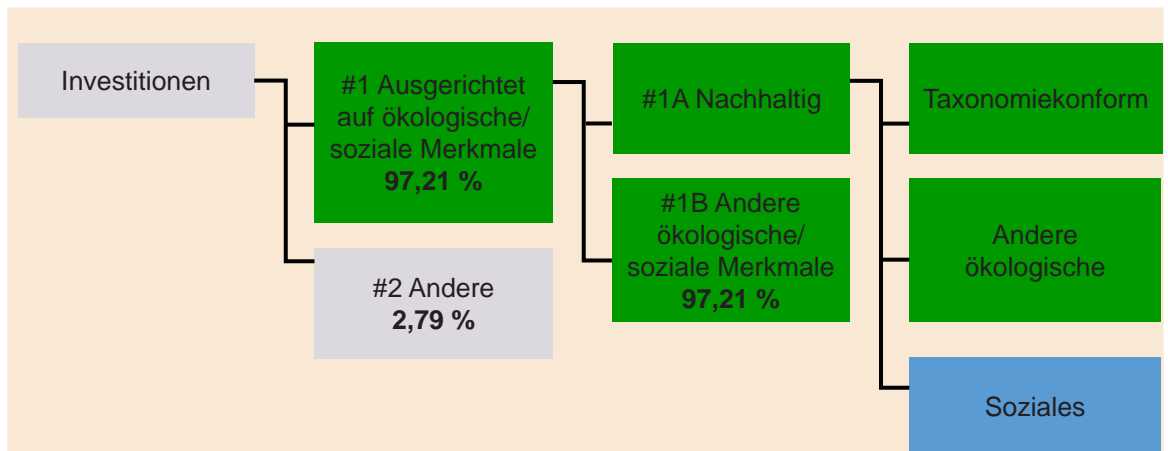 Investitionen
#1 Ausgerichtet
auf ökologische/
soziale Merkmale
97,21 %
#2 Andere
2,79 %
#1A Nachhaltig
#1B Andere
ökologische/
soziale Merkmale
97,21 %
Taxonomiekonform
Andere
ökologische
Soziales